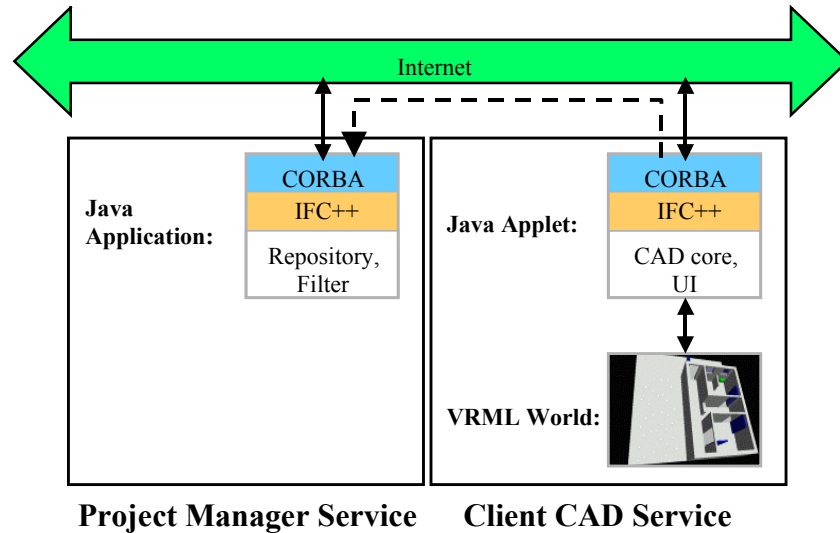 Internet
Java
Application:
CORBA
IFC++
Repository,
Filter
Java Applet:
CORBA
IFC++
CAD core,
UI
VRML World:
Project Manager Service
Client CAD Service